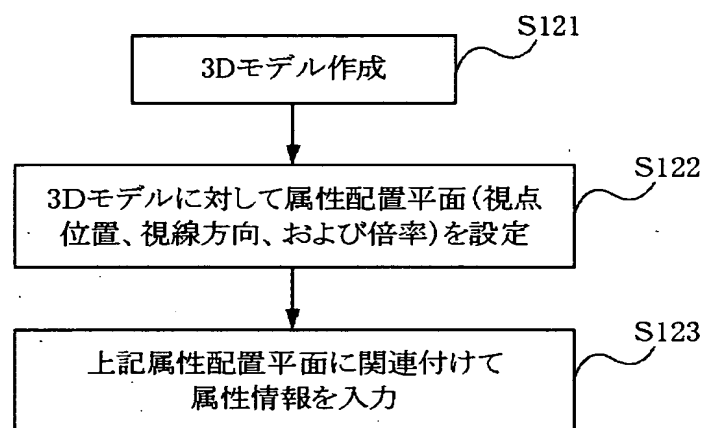 S121
3Dモデル作成
S122
3Dモデルに対して属性配置平面(視点
位置、視線方向、および倍率)を設定
S123
上記属性配置平面に関連付けて
属性情報を入力